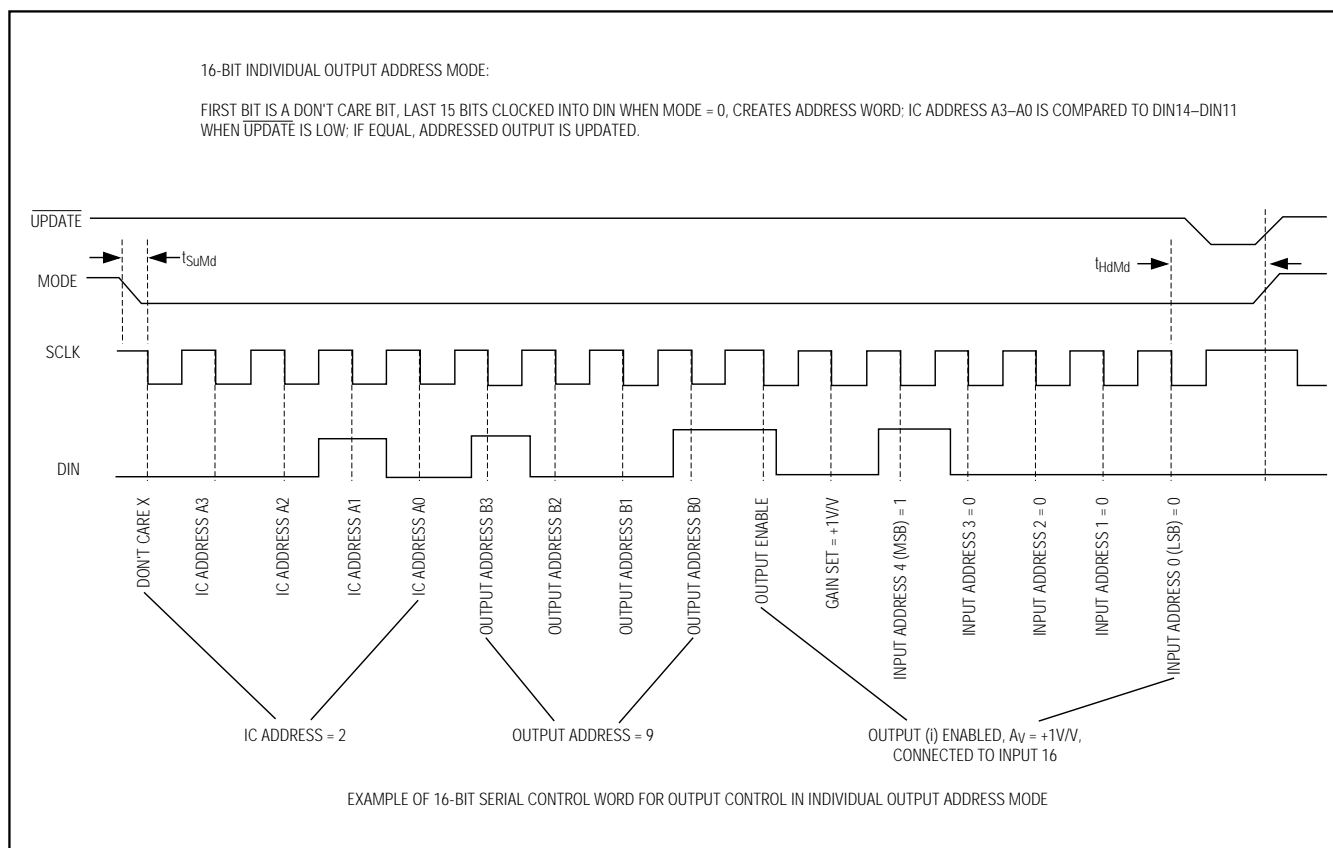 16-BIT INDIVIDUAL OUTPUT ADDRESS MODE:
FIRST BIT IS A DON'T CARE BIT, LAST 15 BITS CLOCKED INTO DIN WHEN MODE = 0, CREATES ADDRESS WORD; IC ADDRESS A3–A0 IS COMPARED TO DIN14–DIN11
WHEN UPDATE IS LOW; IF EQUAL, ADDRESSED OUTPUT IS UPDATED.
UPDATE
tSuMd
tHdMd
MODE
SCLK
DIN
DON'T CARE X
IC ADDRESS A3
IC ADDRESS A2
IC ADDRESS A1
IC ADDRESS A0
OUTPUT ADDRESS B3
OUTPUT ADDRESS B2
OUTPUT ADDRESS B1
OUTPUT ADDRESS B0
OUTPUT ENABLE
GAIN SET = +1V/V
INPUT ADDRESS 4 (MSB) = 1
INPUT ADDRESS 3 = 0
INPUT ADDRESS 2 = 0
INPUT ADDRESS 1 = 0
INPUT ADDRESS 0 (LSB) = 0
IC ADDRESS = 2
OUTPUT ADDRESS = 9
OUTPUT (i) ENABLED, AV = +1V/V,
CONNECTED TO INPUT 16
EXAMPLE OF 16-BIT SERIAL CONTROL WORD FOR OUTPUT CONTROL IN INDIVIDUAL OUTPUT ADDRESS MODE